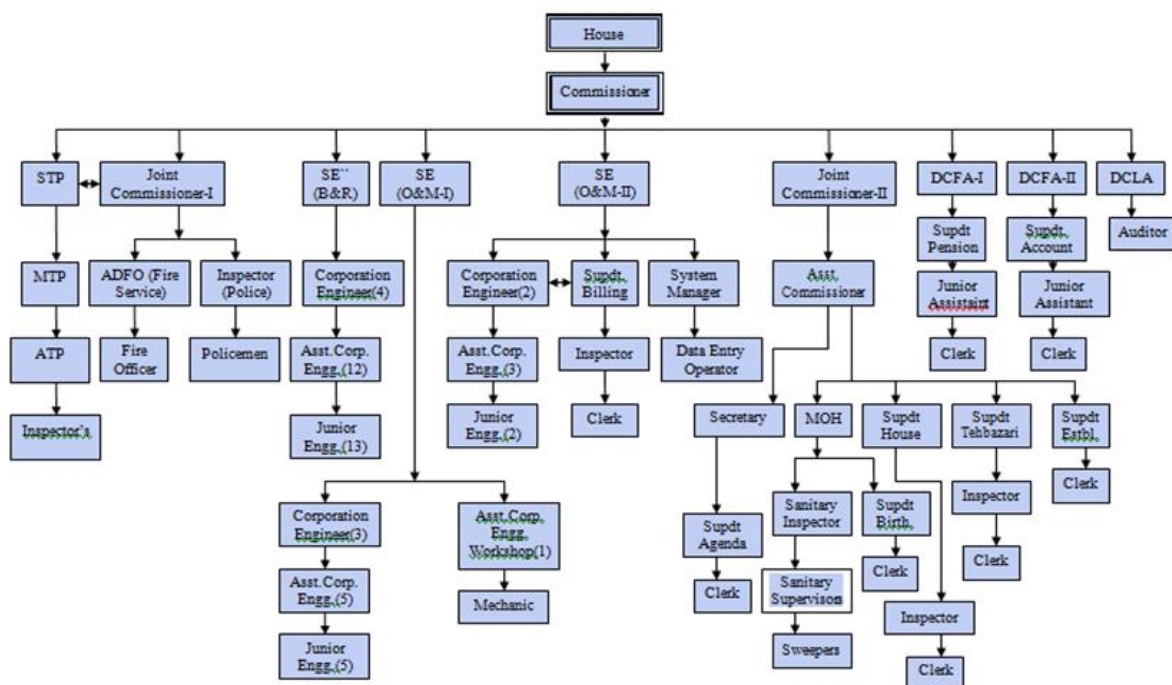 House
Commissioner
STP
Joint
Commissioner-I
SE``
(B&R)
SE
(O&M-I)
SE
(O&M-II)
Joint
Commissioner-II
DCFA-I
DCFA-II
DCLA
Supdt
Pension
Supdt.
Account
Auditor
MTP
ADFO (Fire
Service)
Inspector
(Police)
Corporation
Engineer(4)
Corporation
Engineer(2)
Supdt.
Billing
System
Manager
Asst.
Commissioner
Junior
Assistaint
Junior
Assistant
ATP
Fire
Officer
Policemen
Asst.Corp.
Engg.(12)
Asst.Corp.
Engg.(3)
Inspector
Data Entry
Operator
Clerk
Clerk
Inspector's
Junior
Engg.(13)
Junior
Engg.(2)
Clerk
Secretary
MOH
Supdt
House
Supdt
Tehbazari
Supdt
Estbl.
Clerk
Corporation
Engineer(3)
Asst.Corp.
Engg.
Workshop(1)
Supdt
Agenda
Sanitary
Inspector
Supdt
Birth.
Inspector
Clerk
Asst.Corp.
Engg.(5)
Mechanic
Clerk
Sanitary
Supervisors
Clerk
Inspector
Junior
Engg.(5)
Sweepers
Clerk